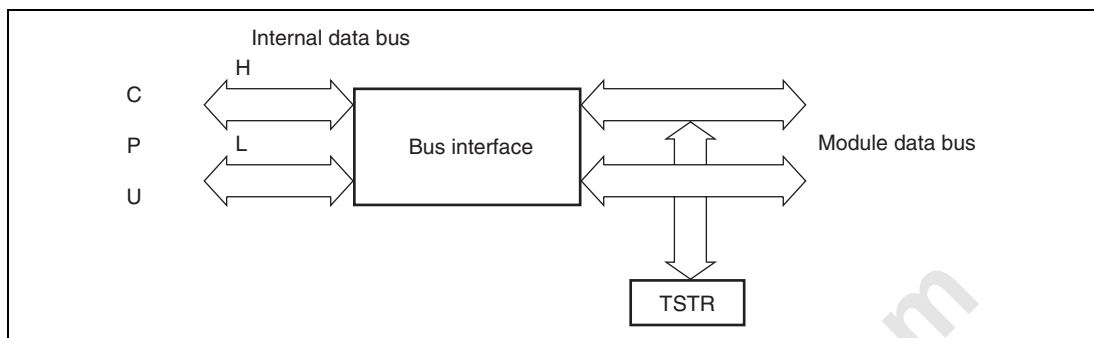 Internal data bus
H
C
P
L
U
Bus interface
Module data bus
TSTR
m